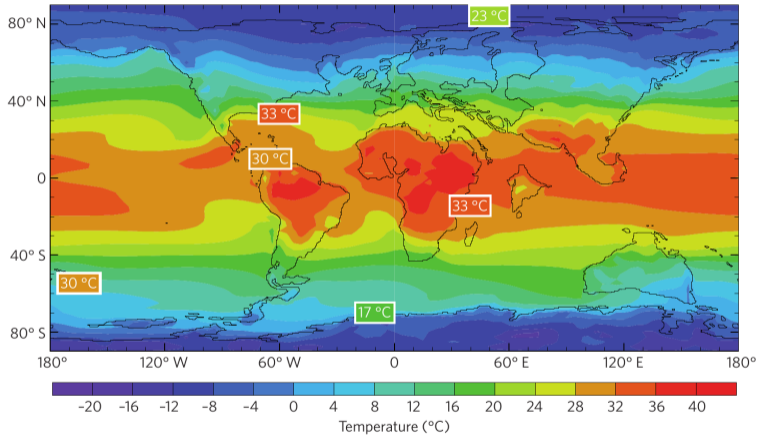 80° N
23 °C
40° N
33 °C
30 °C
0
33 °C
40° S
30 °C
17 °C
80° S
180° 120° W 60° W 0 60° E 120° E 180°
-20 -16 -12 -8 -4 0 4 8 12 16 20 24 28 32 36 40
Temperature (°C)